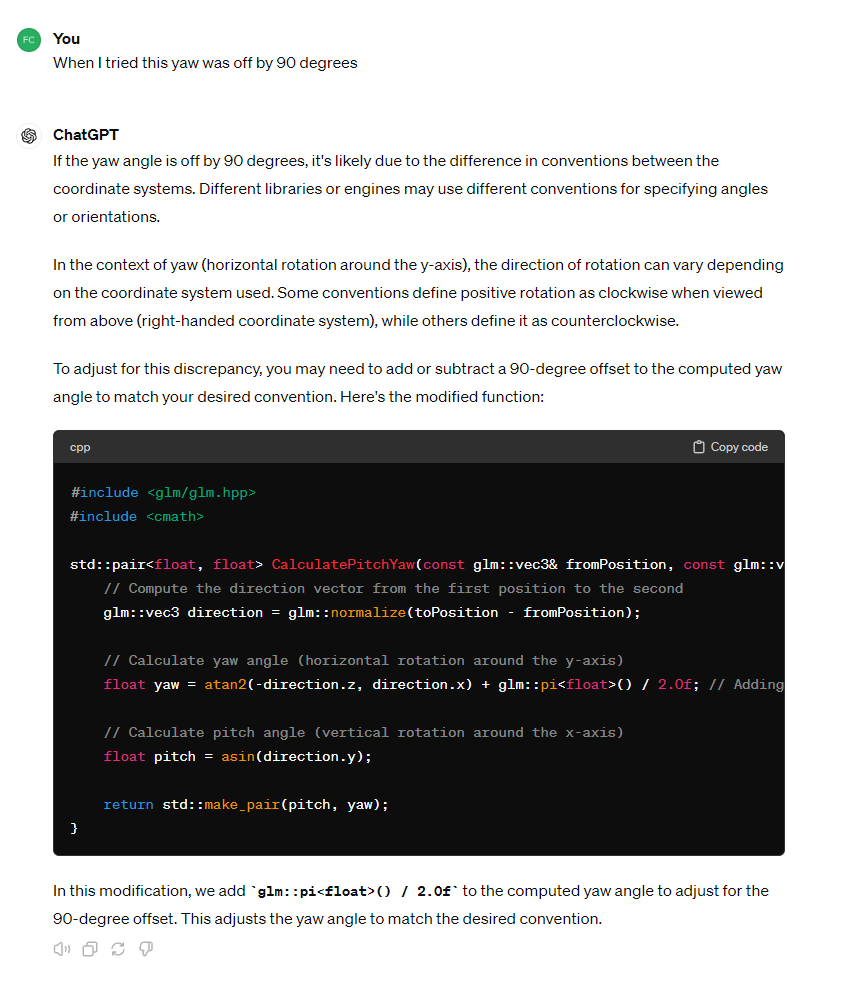 FC
You
When I tried this yaw was off by 90 degrees
ChatGPT
If the yaw angle is off by 90 degrees, it's likely due to the difference in conventions between the
coordinate systems. Different libraries or engines may use different conventions for specifying angles
or orientations.
In the context of yaw (horizontal rotation around the y-axis), the direction of rotation can vary depending
on the coordinate system used. Some conventions define positive rotation as clockwise when viewed
from above (right-handed coordinate system), while others define it as counterclockwise.
To adjust for this discrepancy, you may need to add or subtract a 90-degree offset to the computed yaw
angle to match your desired convention. Here's the modified function:
cpp Copy code
#include <glm/glm.hpp>
#include <cmath>
std::pair<float, float> CalculatePitchYaw(const glm::vec3& fromPosition, const glm::v
// Compute the direction vector from the first position to the second
glm::vec3 direction = glm::normalize(toPosition - fromPosition);
// Calculate yaw angle (horizontal rotation around the y-axis)
float yaw = atan2(-direction.z, direction.x) + glm::pi<float>() / 2.0f; // Adding
// Calculate pitch angle (vertical rotation around the x-axis)
float pitch = asin(direction.y);
return std::make_pair(pitch, yaw);
}
In this modification, we add `glm::pi<float>() / 2.0f` to the computed yaw angle to adjust for the
90-degree offset. This adjusts the yaw angle to match the desired convention.